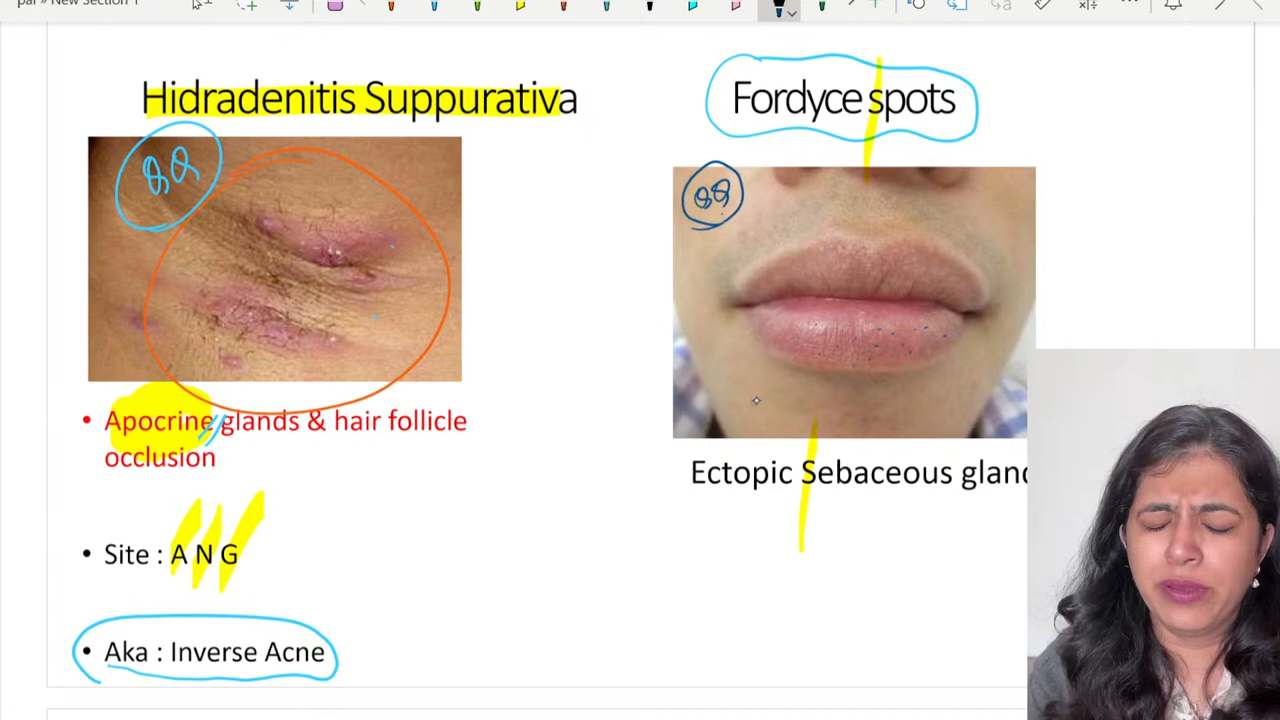 Hidradenitis Suppurativa
• Apocrine glands & hair follicle
occlusion
• Site : A N G
• Aka : Inverse Acne
Fordyce spots
Ectopic Sebaceous gland